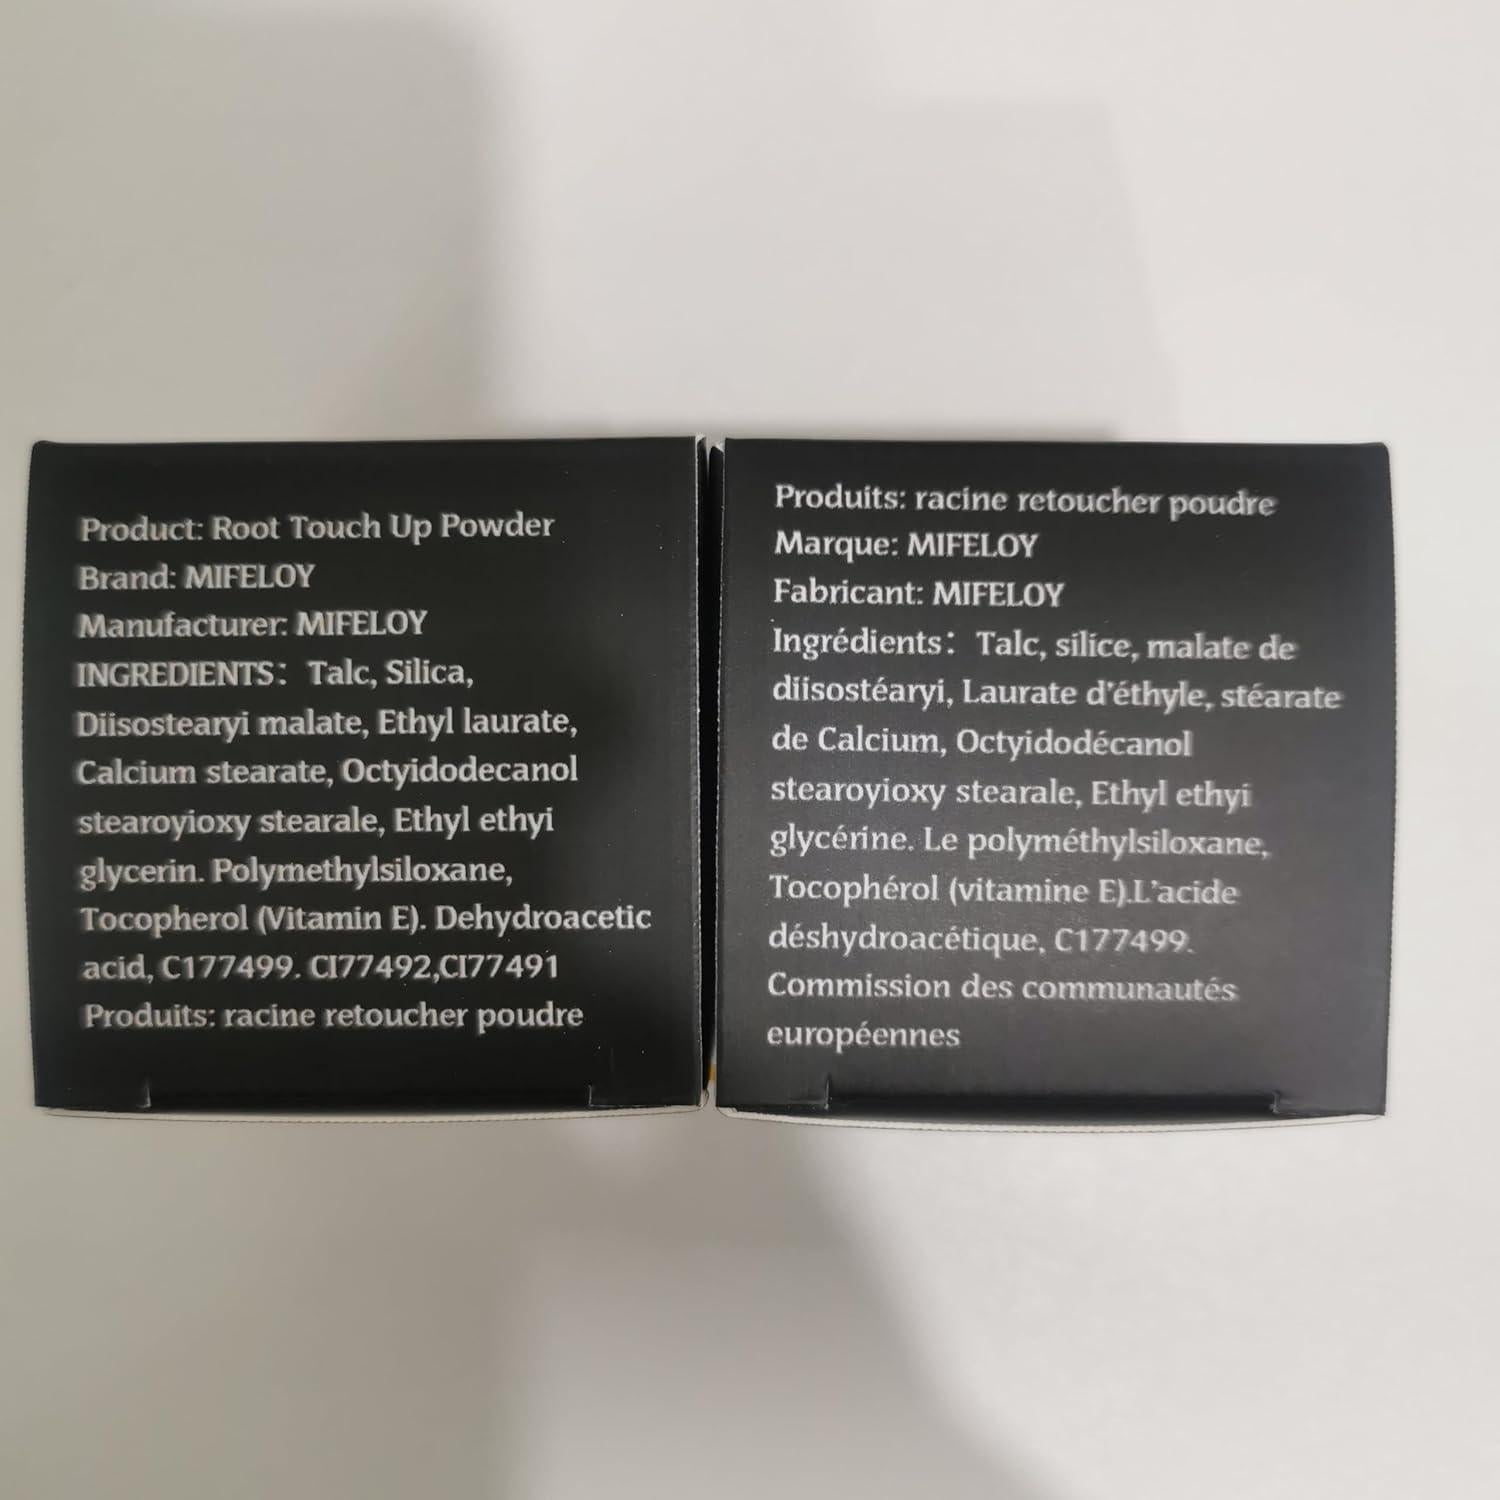 Product: Root Touch Up Powder
Brand: MIFELOY
Manufacturer: MIFELOY
INGREDIENTS: Talc, Silica,
Diisostearyi malate, Ethyl laurate,
Calcium stearate, Octyidodecanol
stearoyioxy stearale, Ethyl ethyi
glycerin. Polymethylsiloxane,
Tocopherol (Vitamin E). Dehydroacetic
acid, C177499. CI77492,CI77491
Produits: racine retoucher poudre
Produits: racine retoucher poudre
Marque: MIFELOY
Fabricant: MIFELOY
Ingrédients: Talc, silice, malate de
diisostéaryi, Laurate d'éthyle, stéarate
de Calcium, Octyidodécanol
stearoyioxy stearale, Ethyl ethyi
glycérine. Le polyméthylsiloxane,
Tocophérol (vitamine E).L'acide
déshydroacétique, C177499.
Commission des communautés
européennes